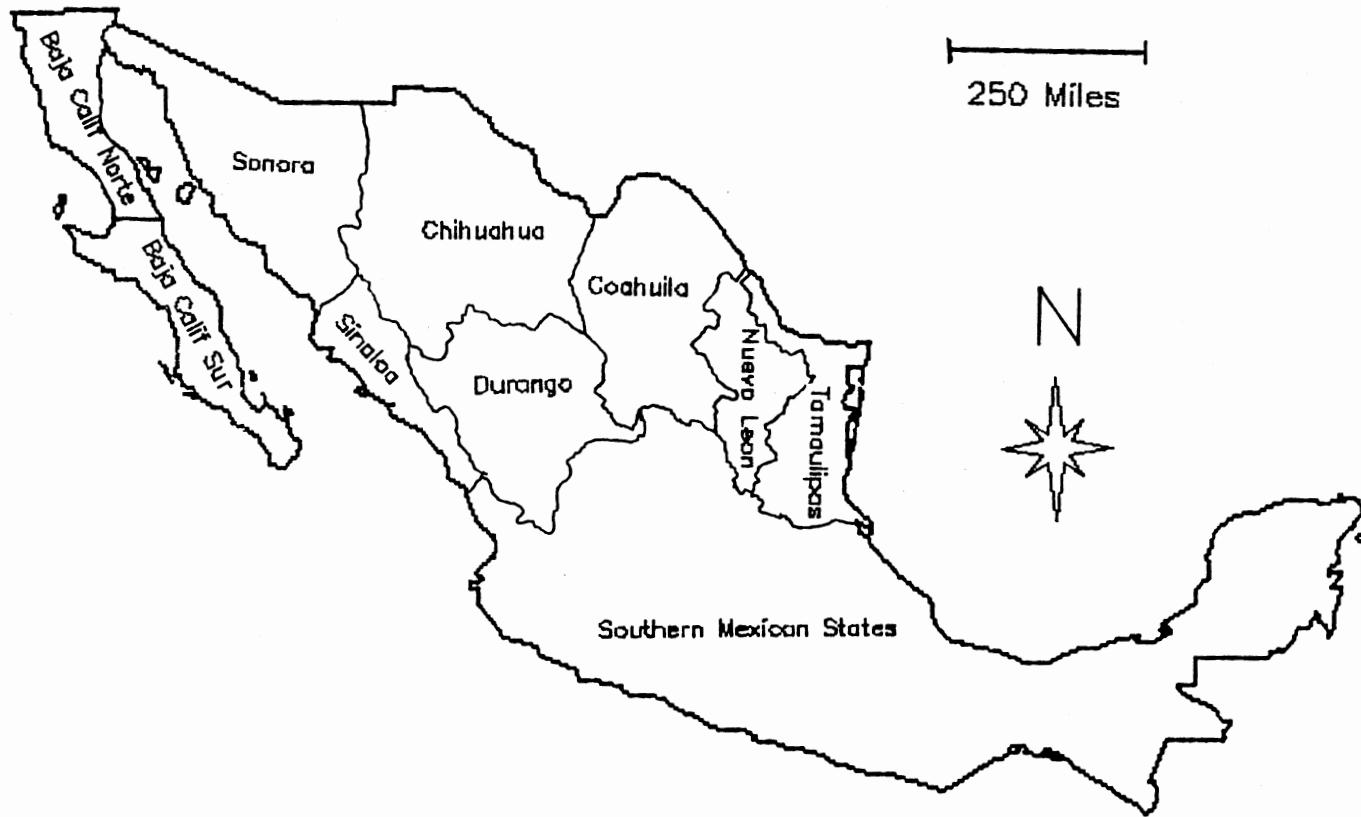 250 Miles
Baja Calif Norte
Sonora
Chihuahua
Coahuila
Baja Calif Sur
Sinaloa
Durango
Nuevo Leon
Tamaulipas
N
Southern Mexican States